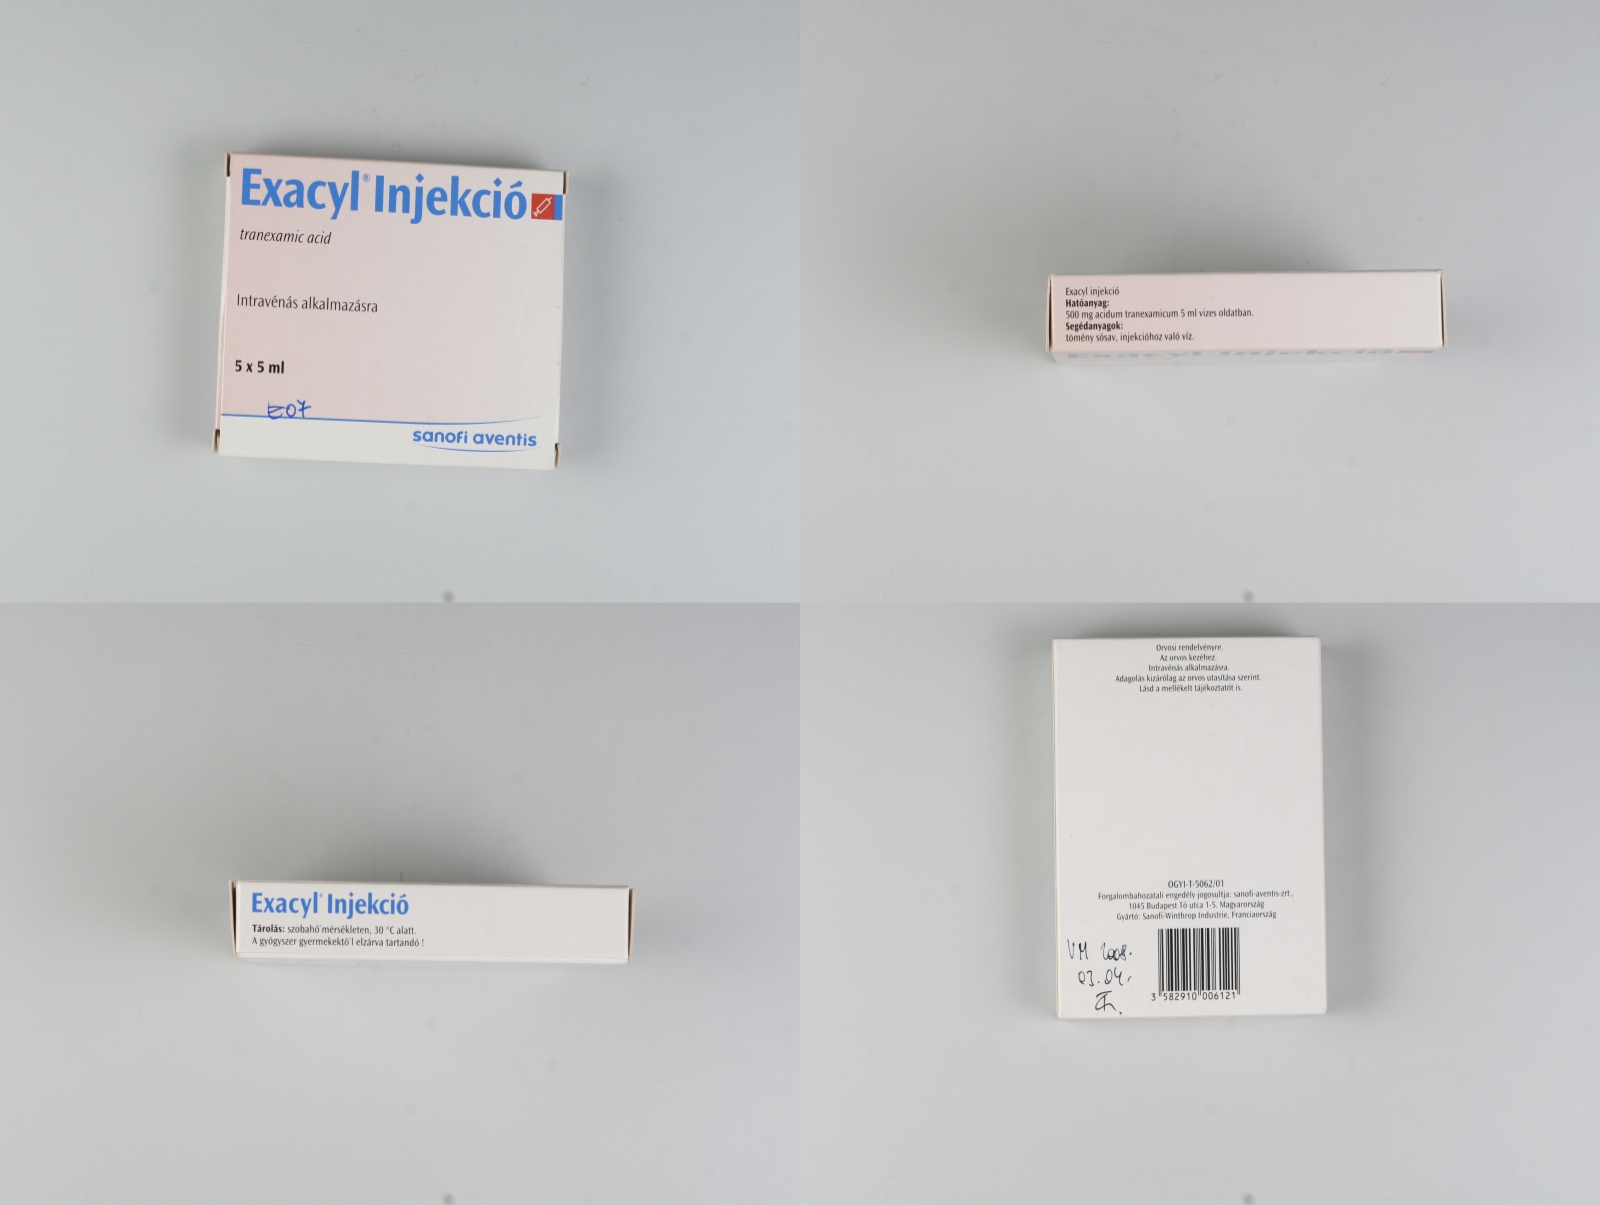 Exacyl® Injekció
tranexamic acid
Intravénás alkalmazásra
5 x 5 ml
E07
sanofi aventis
Exacyl injekció
Hatóanyag:
500 mg acidum tranexamicum 5 ml vizes oldatban.
Segédanyagok:
tömény sósav, injekcióhoz való víz.
Exacyl Injekció
Exacyl® Injekció
Tárolás: szobahőmérsékleten, 30 °C alatt.
A gyógyszer gyermekektől elzárva tartandó !
Orvosi rendelvényre.
Az orvos kezéhez.
Intravénás alkalmazásra.
Adagolás kizárólag az orvos utasítása szerint.
Lásd a mellékelt tájékoztatót is.
OGYI-T-5062/01
Forgalombahozatali engedély jogosultja: sanofi-aventis-zrt.,
1045 Budapest Tó utca 1-5. Magyarország
Gyártó: Sanofi-Winthrop Industrie, Franciaország
VM 2008.
03.04.
3 582910 006121